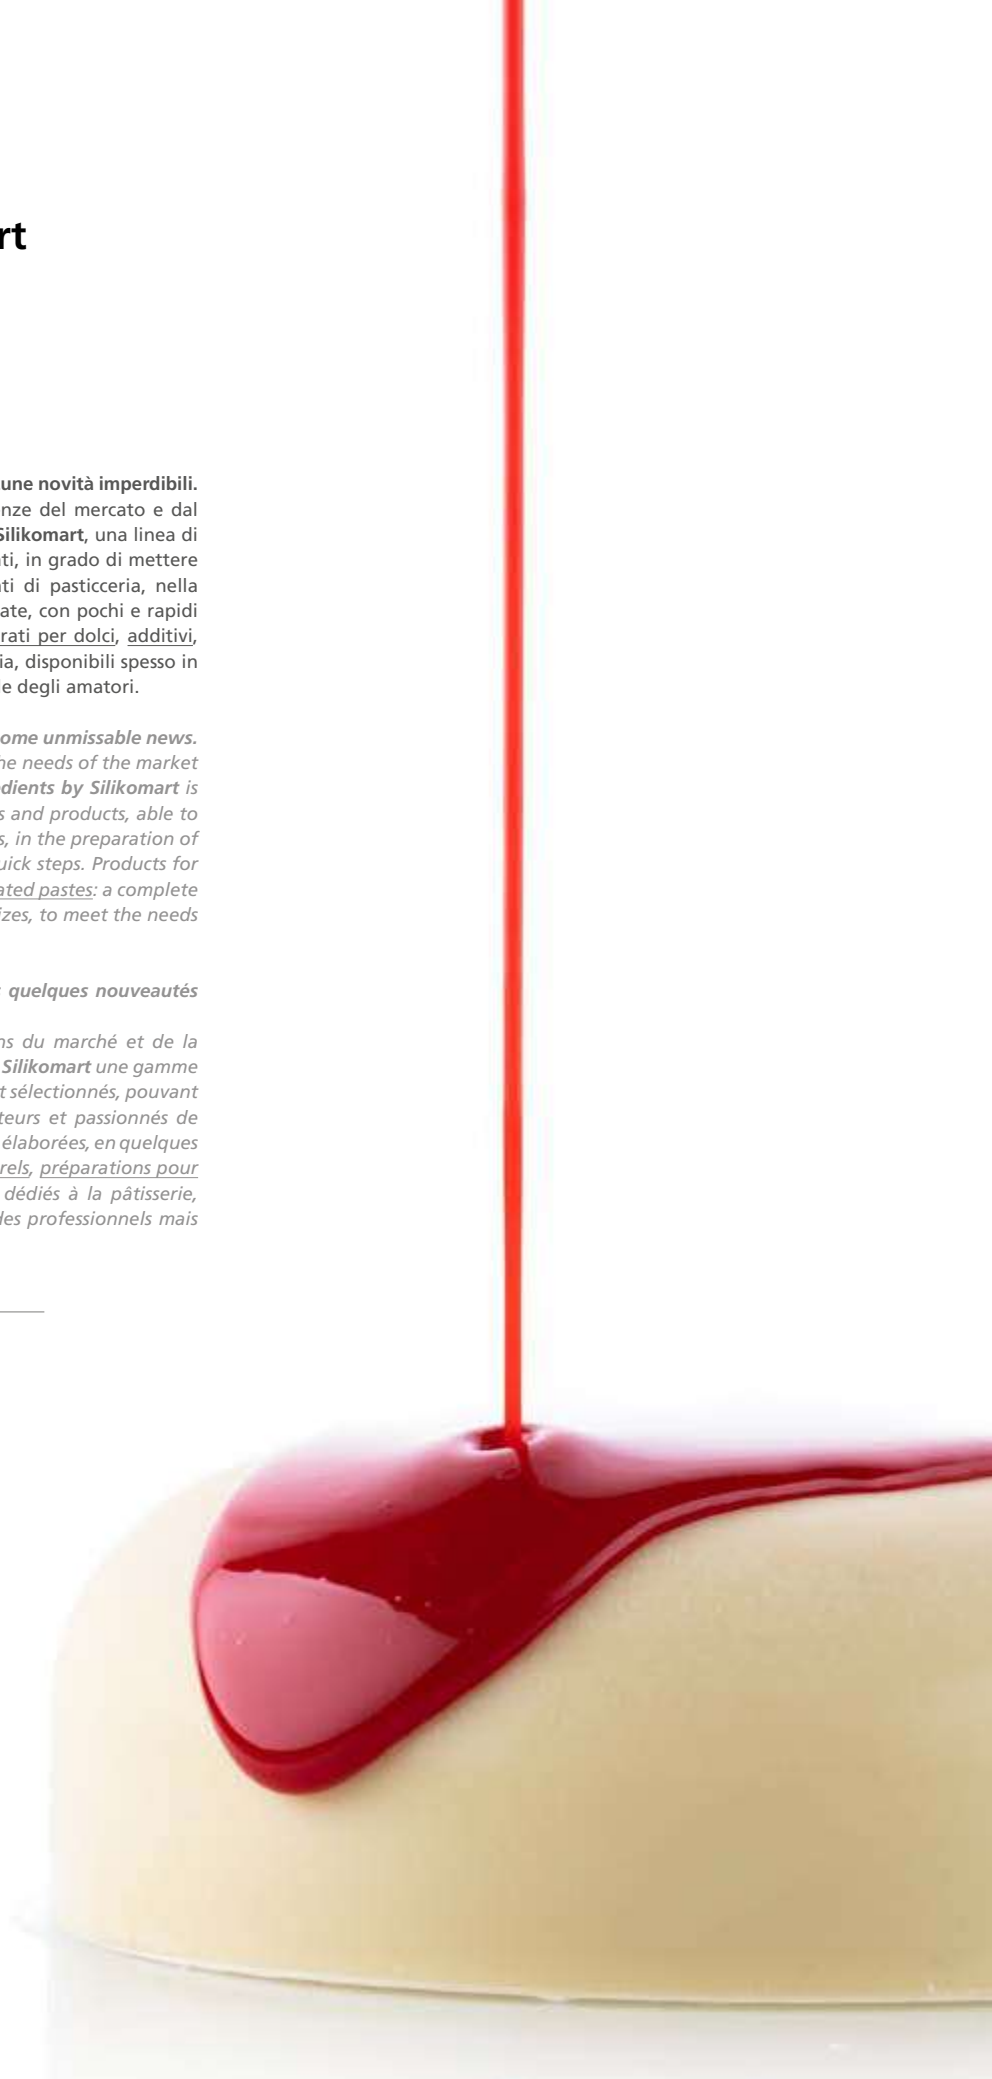 rt
une novità imperdibili.
nze del mercato e dal
Silikomart, una linea di
ti, in grado di mettere
ti di pasticceria, nella
ate, con pochi e rapidi
rati per dolci, additivi,
ia, disponibili spesso in
e degli amatori.
ome unmissable news.
he needs of the market
dients by Silikomart is
s and products, able to
s, in the preparation of
uick steps. Products for
ated pastes: a complete
izes, to meet the needs
quelques nouveautés
ns du marché et de la
Silikomart une gamme
t sélectionnés, pouvant
teurs et passionnés de
élaborées, en quelques
rels, préparations pour
dédiés à la pâtisserie,
les professionnels mais